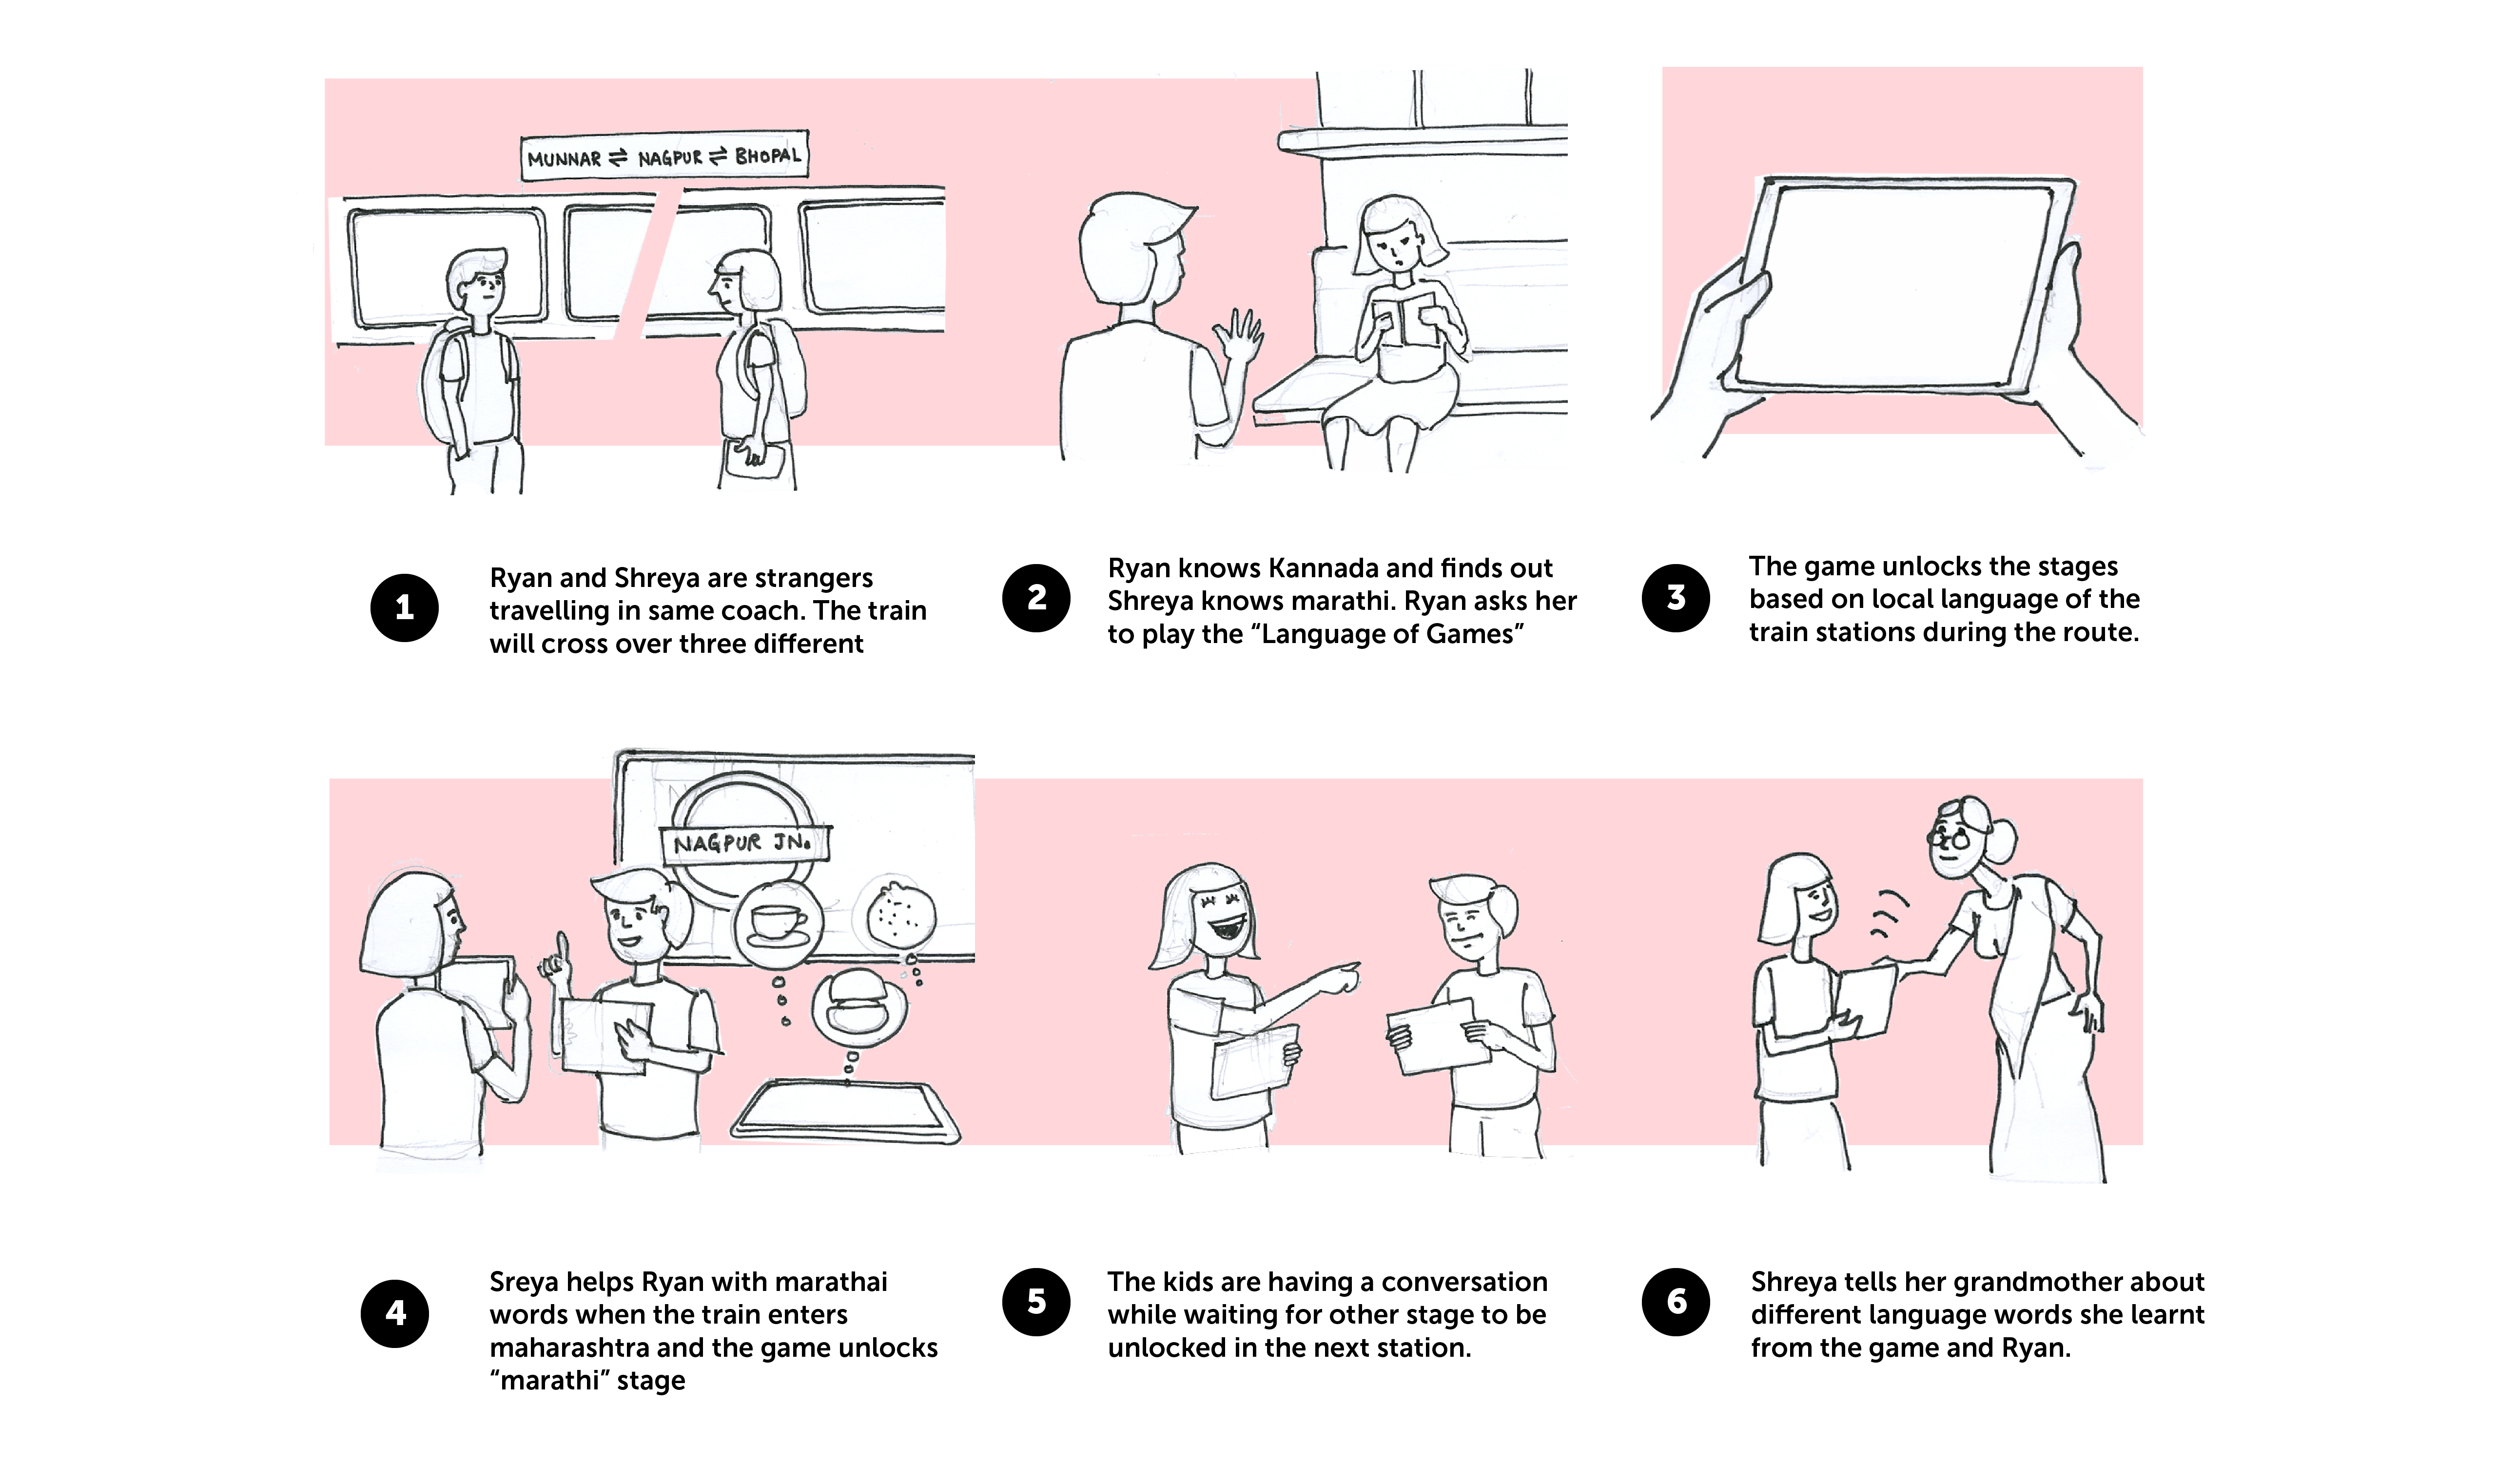 MUNNAR ⇌ NAGPUR ⇌ BHOPAL
1
Ryan and Shreya are strangers
travelling in same coach. The train
will cross over three different
2
Ryan knows Kannada and finds out
Shreya knows marathi. Ryan asks her
to play the “Language of Games”
3
The game unlocks the stages
based on local language of the
train stations during the route.
NAGPUR JN.
4
Sreya helps Ryan with marathai
words when the train enters
maharashtra and the game unlocks
“marathi” stage
5
The kids are having a conversation
while waiting for other stage to be
unlocked in the next station.
6
Shreya tells her grandmother about
different language words she learnt
from the game and Ryan.